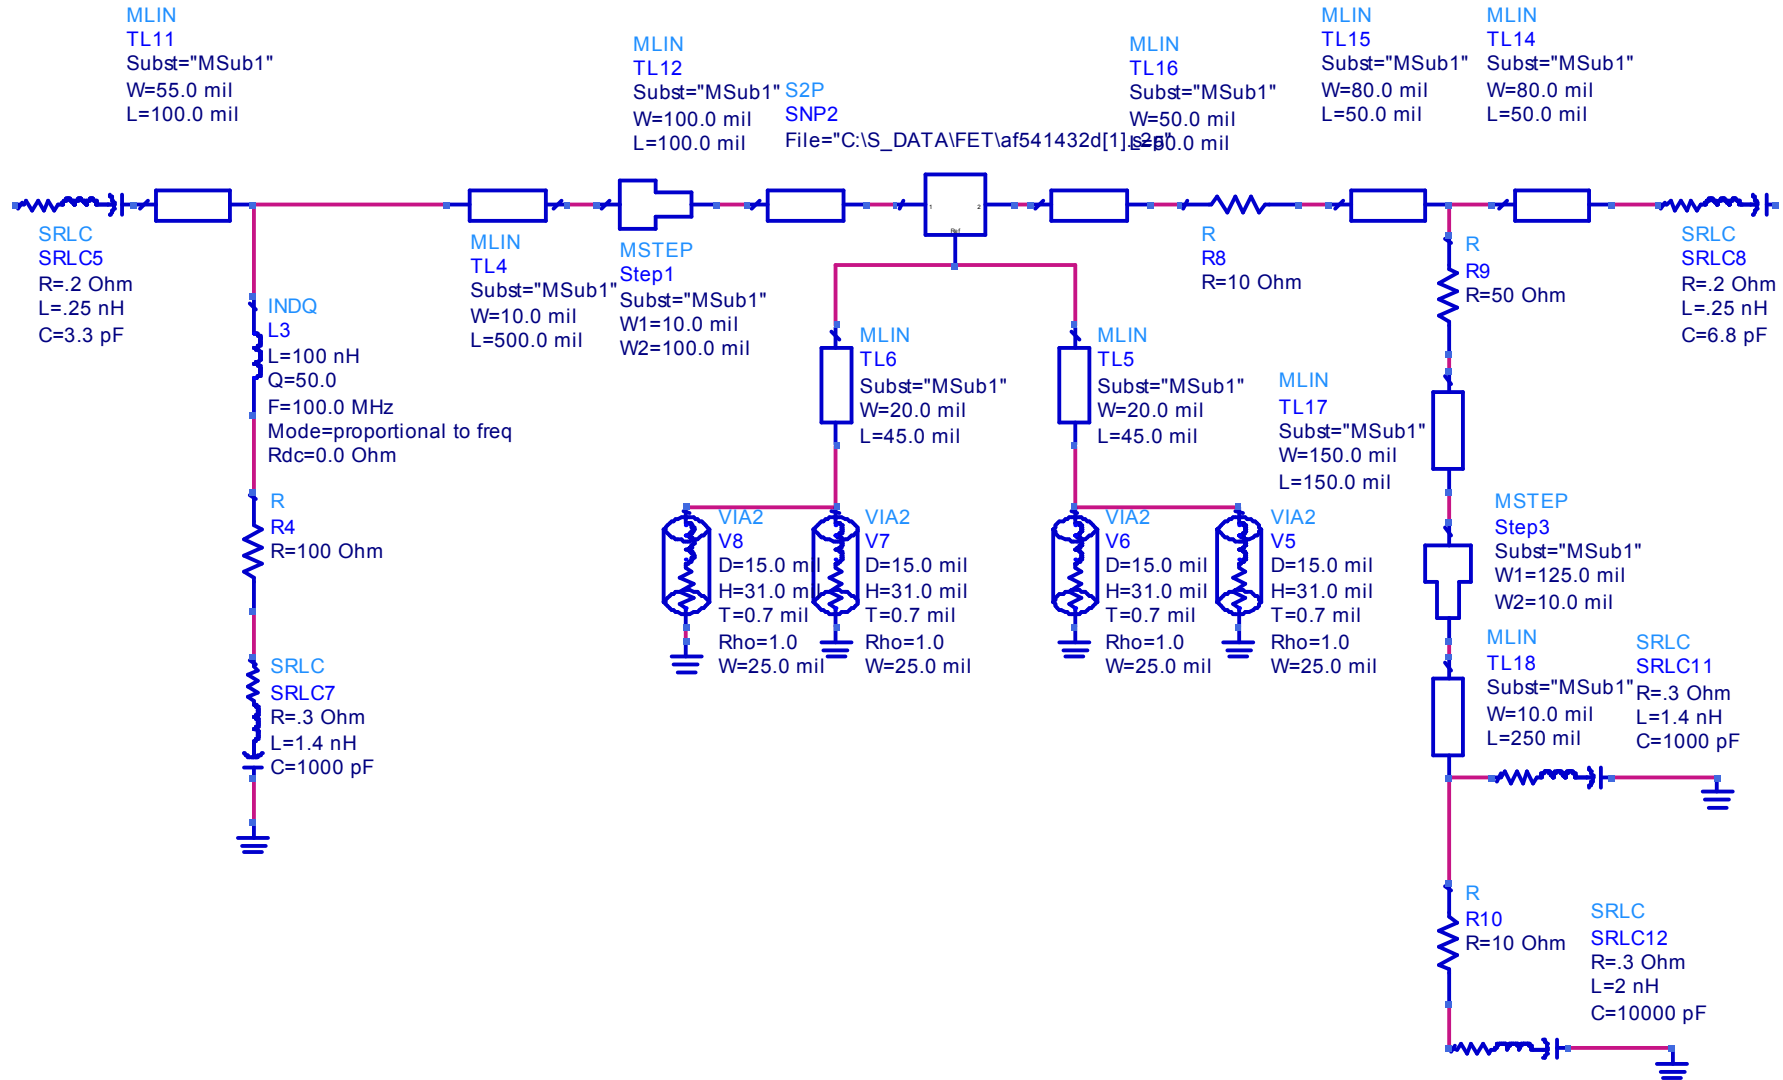 MLIN
TL11
Subst="MSub1"
W=55.0 mil
L=100.0 mil
MLIN
TL12
Subst="MSub1"
W=100.0 mil
L=100.0 mil
S2P
SNP2
File="C:\S_DATA\FET\af541432d[1].s2p"
MLIN
TL16
Subst="MSub1"
W=50.0 mil
L=50.0 mil
MLIN
TL15
Subst="MSub1"
W=80.0 mil
L=50.0 mil
MLIN
TL14
Subst="MSub1"
W=80.0 mil
L=50.0 mil
1
2
Ref
SRLC
SRLC5
R=.2 Ohm
L=.25 nH
C=3.3 pF
MLIN
TL4
Subst="MSub1"
W=10.0 mil
L=500.0 mil
MSTEP
Step1
Subst="MSub1"
W1=10.0 mil
W2=100.0 mil
R
R8
R=10 Ohm
R
R9
R=50 Ohm
SRLC
SRLC8
R=.2 Ohm
L=.25 nH
C=6.8 pF
INDQ
L3
L=100 nH
Q=50.0
F=100.0 MHz
Mode=proportional to freq
Rdc=0.0 Ohm
MLIN
TL6
Subst="MSub1"
W=20.0 mil
L=45.0 mil
MLIN
TL5
Subst="MSub1"
W=20.0 mil
L=45.0 mil
MLIN
TL17
Subst="MSub1"
W=150.0 mil
L=150.0 mil
R
R4
R=100 Ohm
VIA2
V8
D=15.0 mil
H=31.0 mil
T=0.7 mil
Rho=1.0
W=25.0 mil
VIA2
V7
D=15.0 mil
H=31.0 mil
T=0.7 mil
Rho=1.0
W=25.0 mil
VIA2
V6
D=15.0 mil
H=31.0 mil
T=0.7 mil
Rho=1.0
W=25.0 mil
VIA2
V5
D=15.0 mil
H=31.0 mil
T=0.7 mil
Rho=1.0
W=25.0 mil
MSTEP
Step3
Subst="MSub1"
W1=125.0 mil
W2=10.0 mil
SRLC
SRLC7
R=.3 Ohm
L=1.4 nH
C=1000 pF
MLIN
TL18
Subst="MSub1"
W=10.0 mil
L=250 mil
SRLC
SRLC11
R=.3 Ohm
L=1.4 nH
C=1000 pF
R
R10
R=10 Ohm
SRLC
SRLC12
R=.3 Ohm
L=2 nH
C=10000 pF